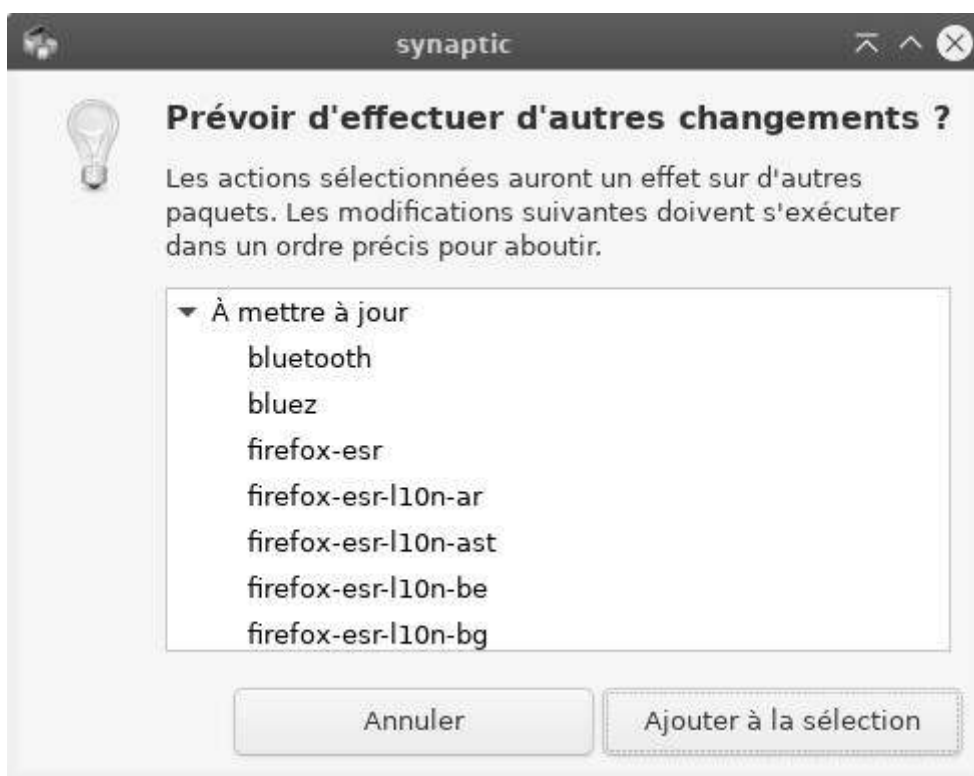 synaptic
Prévoir d'effectuer d'autres changements ?
Les actions sélectionnées auront un effet sur d'autres
paquets. Les modifications suivantes doivent s'exécuter
dans un ordre précis pour aboutir.
À mettre à jour
bluetooth
bluez
firefox-esr
firefox-esr-l10n-ar
firefox-esr-l10n-ast
firefox-esr-l10n-be
firefox-esr-l10n-bg
Annuler
Ajouter à la sélection